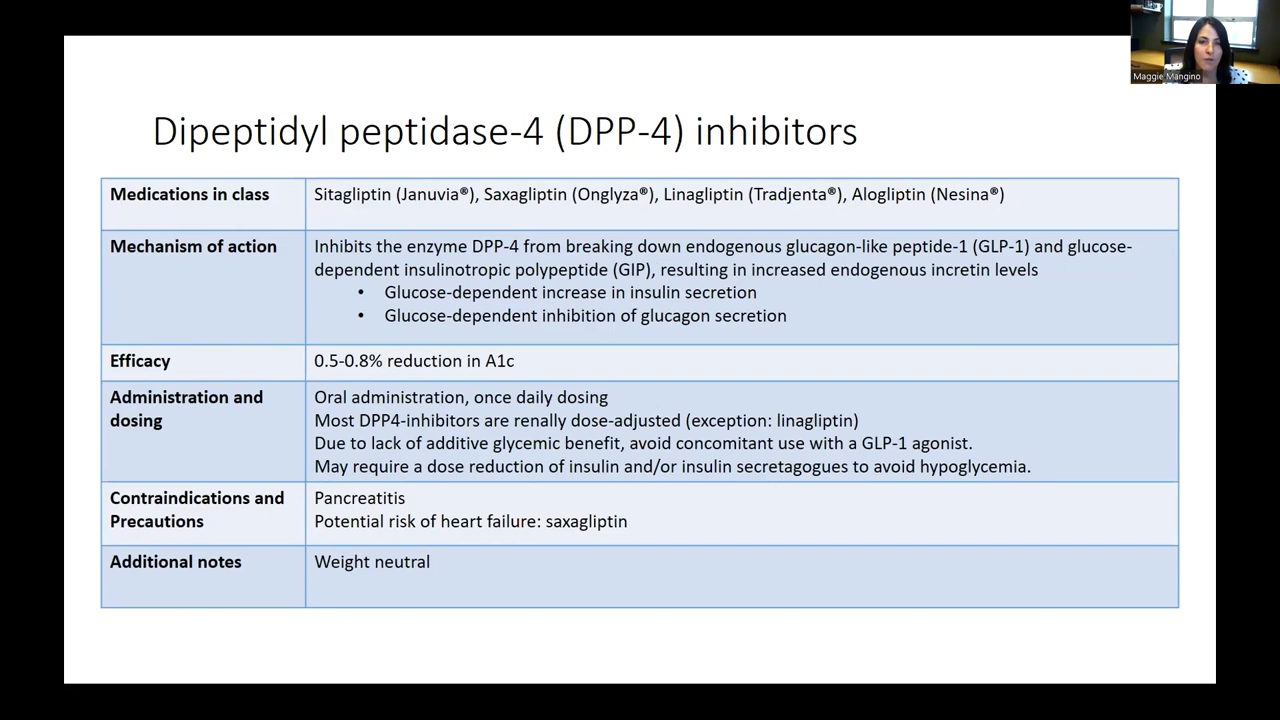 Maggie Mangino
Dipeptidyl peptidase-4 (DPP-4) inhibitors
Medications in class
Sitagliptin (Januvia®), Saxagliptin (Onglyza®), Linagliptin (Tradjenta®), Alogliptin (Nesina®)
Mechanism of action
Inhibits the enzyme DPP-4 from breaking down endogenous glucagon-like peptide-1 (GLP-1) and glucose-
dependent insulinotropic polypeptide (GIP), resulting in increased endogenous incretin levels
• Glucose-dependent increase in insulin secretion
• Glucose-dependent inhibition of glucagon secretion
Efficacy
0.5-0.8% reduction in A1c
Administration and
dosing
Oral administration, once daily dosing
Most DPP4-inhibitors are renally dose-adjusted (exception: linagliptin)
Due to lack of additive glycemic benefit, avoid concomitant use with a GLP-1 agonist.
May require a dose reduction of insulin and/or insulin secretagogues to avoid hypoglycemia.
Contraindications and
Precautions
Pancreatitis
Potential risk of heart failure: saxagliptin
Additional notes
Weight neutral